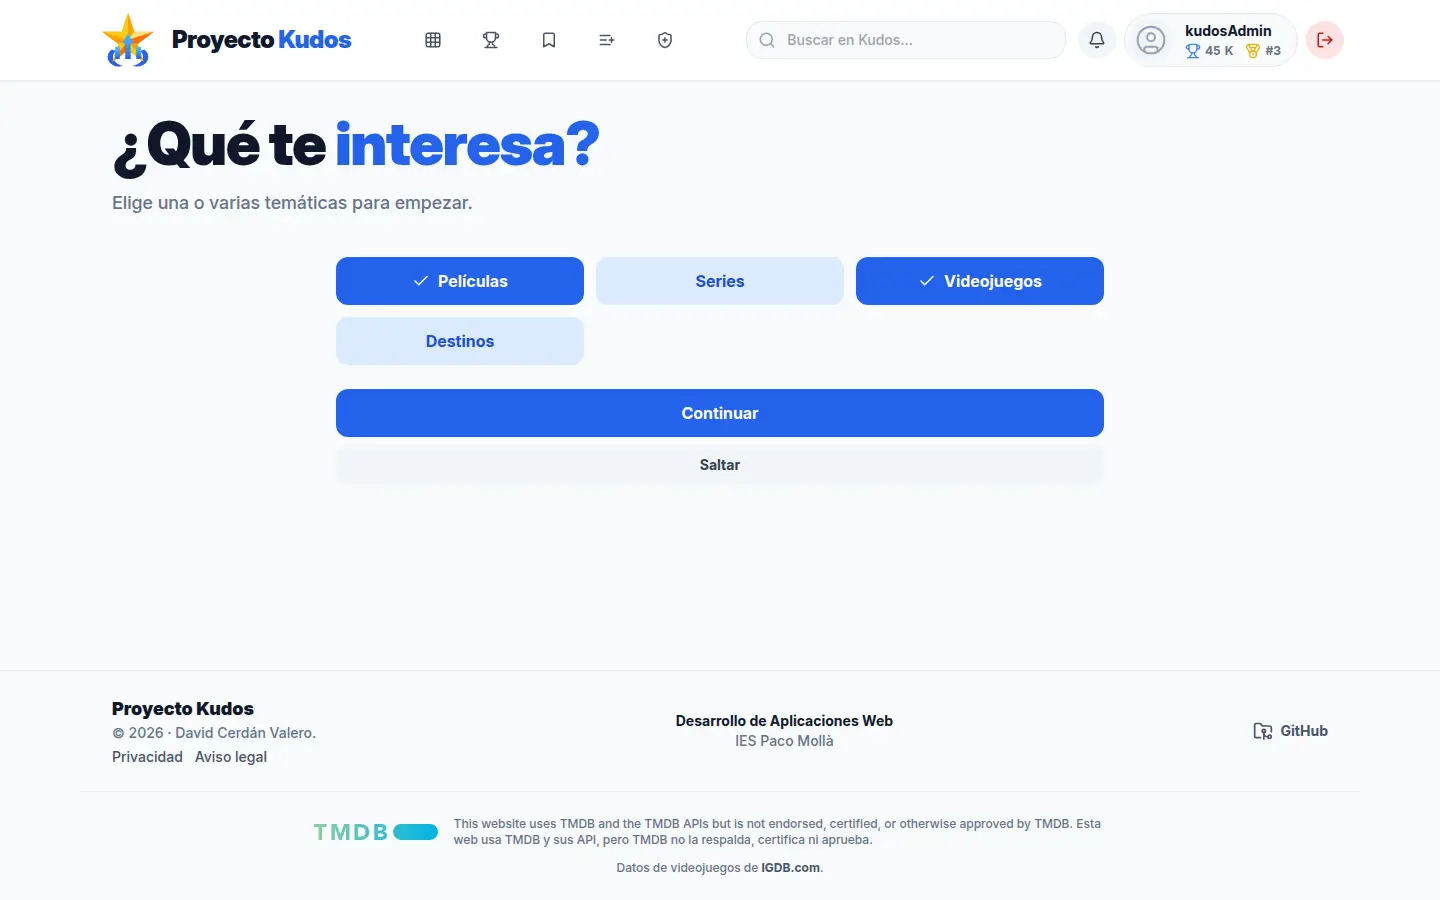 Proyecto Kudos
Buscar en Kudos...
kudosAdmin
45 K #3
¿Qué te interesa?
Elige una o varias temáticas para empezar.
Películas
Series
Videojuegos
Destinos
Continuar
Saltar
Proyecto Kudos
© 2026 · David Cerdán Valero.
Privacidad Aviso legal
Desarrollo de Aplicaciones Web
IES Paco Mollà
GitHub
TMDB
This website uses TMDB and the TMDB APIs but is not endorsed, certified, or otherwise approved by TMDB. Esta
web usa TMDB y sus API, pero TMDB no la respalda, certifica ni aprueba.
Datos de videojuegos de IGDB.com.